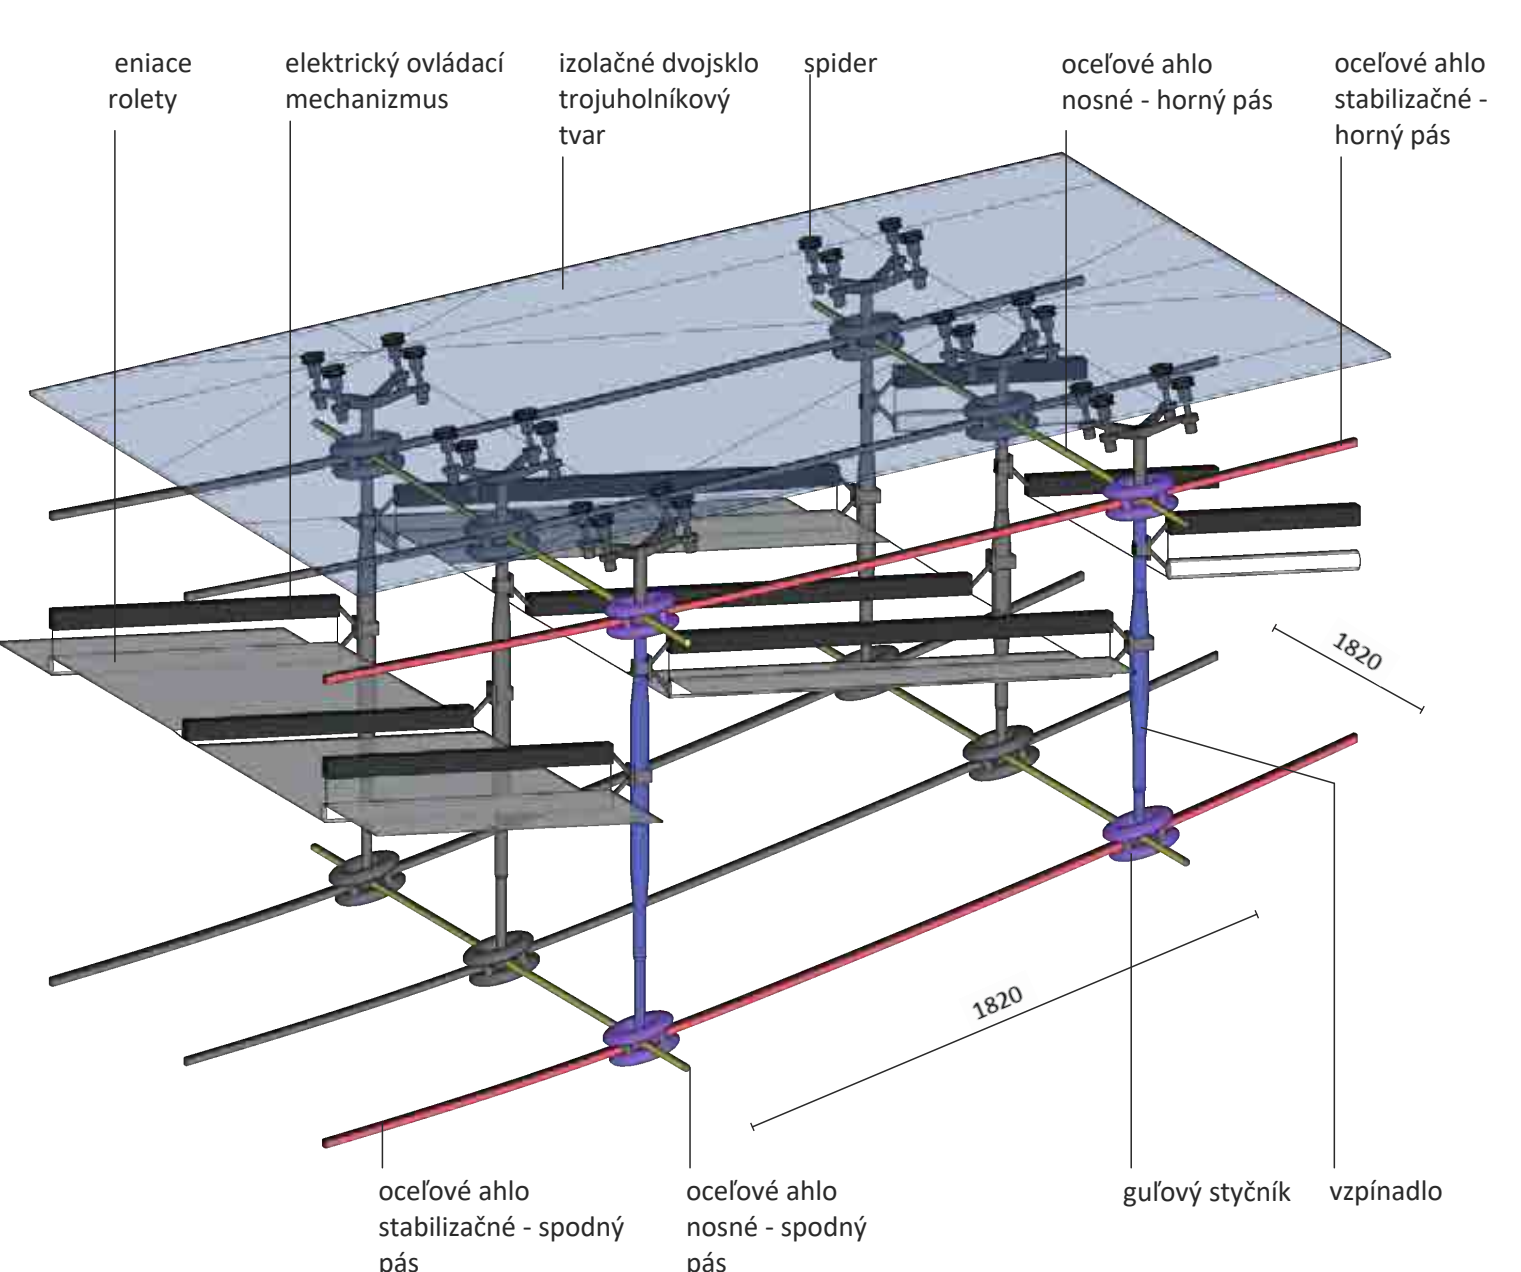 eniace
rolety
elektrický ovládací
mechanizmus
izolačné dvojsklo
trojuholníkový
tvar
spider
oceľové ahlo
nosné - horný pás
oceľové ahlo
stabilizačné -
horný pás
1820
1820
oceľové ahlo
stabilizačné - spodný
pás
oceľové ahlo
nosné - spodný
pás
guľový styčník
vzpínadlo